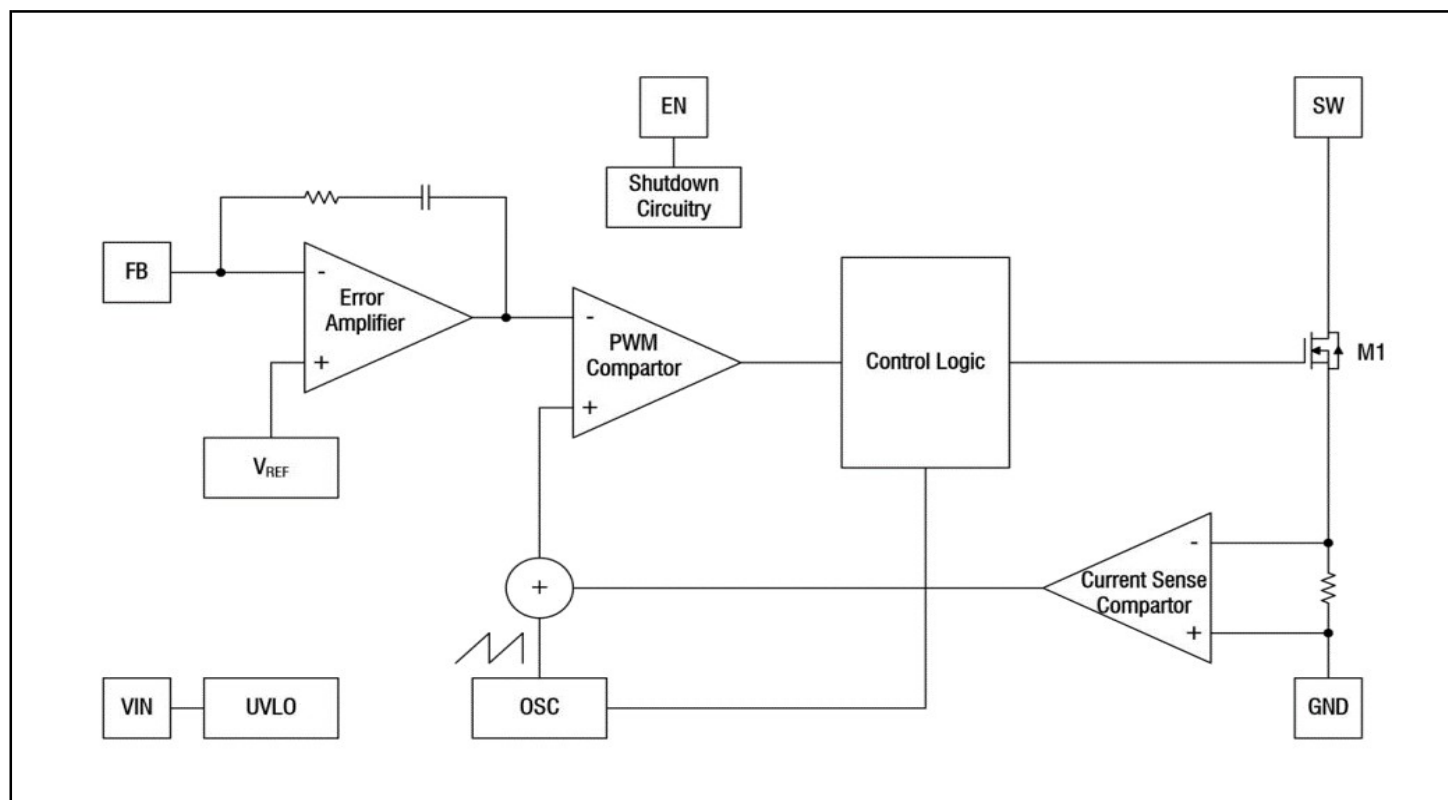 EN
SW
Shutdown
Circuitry
FB
-
Error
Amplifier
+
-
PWM
Compartor
+
Control Logic
M1
VREF
-
Current Sense
Compartor
+
+
VIN
UVLO
OSC
GND